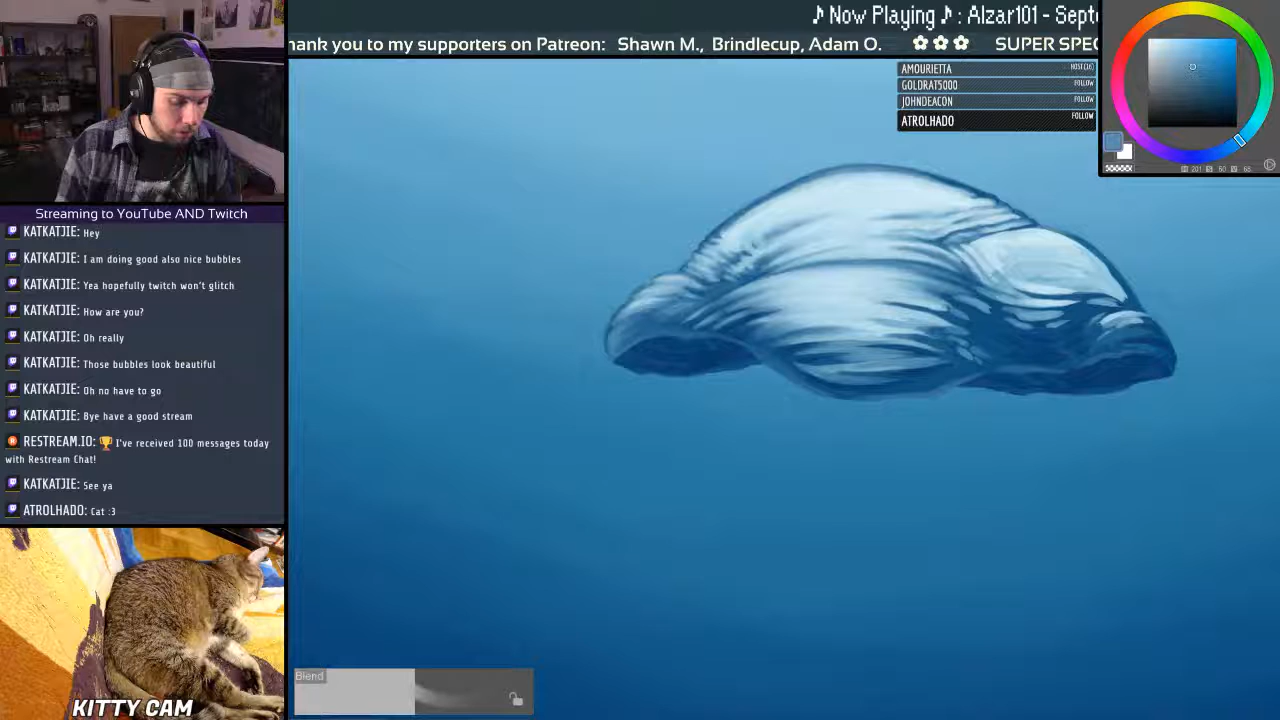 ♪ Now Playing ♪ : Alzar101 - Septe
hank you to my supporters on Patreon: Shawn M., Brindlecup, Adam O. ✿ ✿ ✿ SUPER SPEC
AMOURIETTA HOST(16)
GOLDRAT5000 FOLLOW
JOHNDEACON FOLLOW
ATROLHADO FOLLOW
Streaming to YouTube AND Twitch
KATKATJIE: Hey
KATKATJIE: I am doing good also nice bubbles
KATKATJIE: Yea hopefully twitch won't glitch
KATKATJIE: How are you?
KATKATJIE: Oh really
KATKATJIE: Those bubbles look beautiful
KATKATJIE: Oh no have to go
KATKATJIE: Bye have a good stream
RESTREAM.IO: 🏆 I've received 100 messages today
with Restream Chat!
KATKATJIE: See ya
ATROLHADO: Cat :3
KITTY CAM
Blend